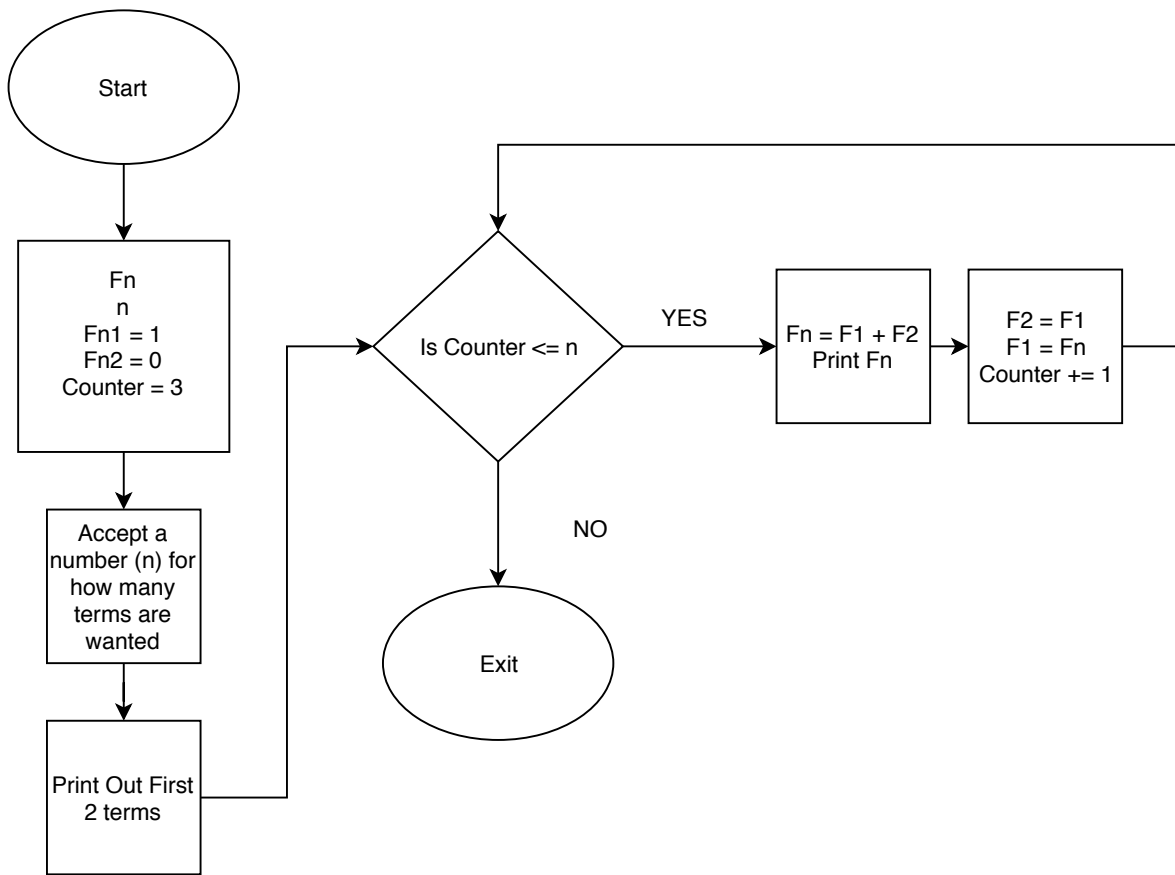 Start
Fn
n
Fn1 = 1
Fn2 = 0
Counter = 3
Accept a
number (n) for
how many
terms are
wanted
Print Out First
2 terms
Is Counter <= n
YES
Fn = F1 + F2
Print Fn
F2 = F1
F1 = Fn
Counter += 1
NO
Exit